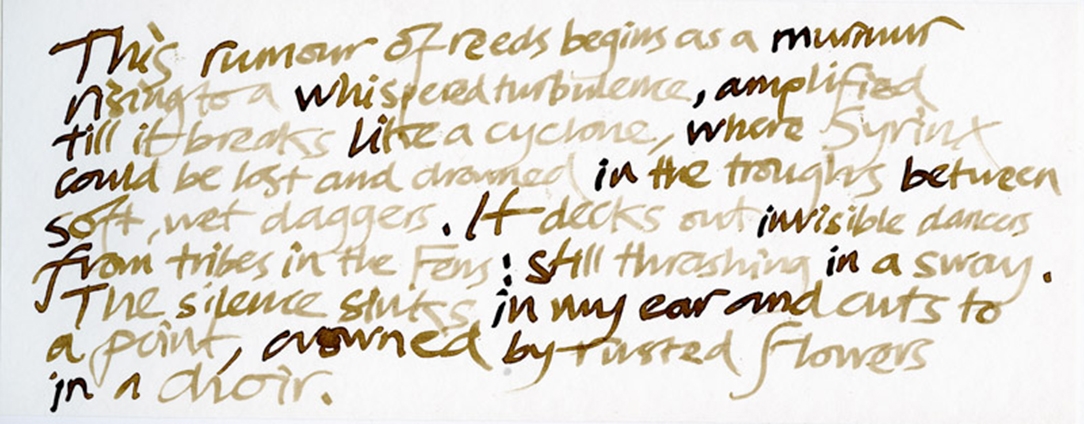 This rumour of reeds begins as a murmur
rising to a whispered turbulence, amplified
till it breaks like a cyclone, where Syrinx
could be lost and drowned in the troughs between
soft, wet daggers. It decks out invisible dancers
from tribes in the Fens: still thrashing in a sway.
The silence slinks in my ear and cuts to
a point, crowned by rusted flowers
in a choir.